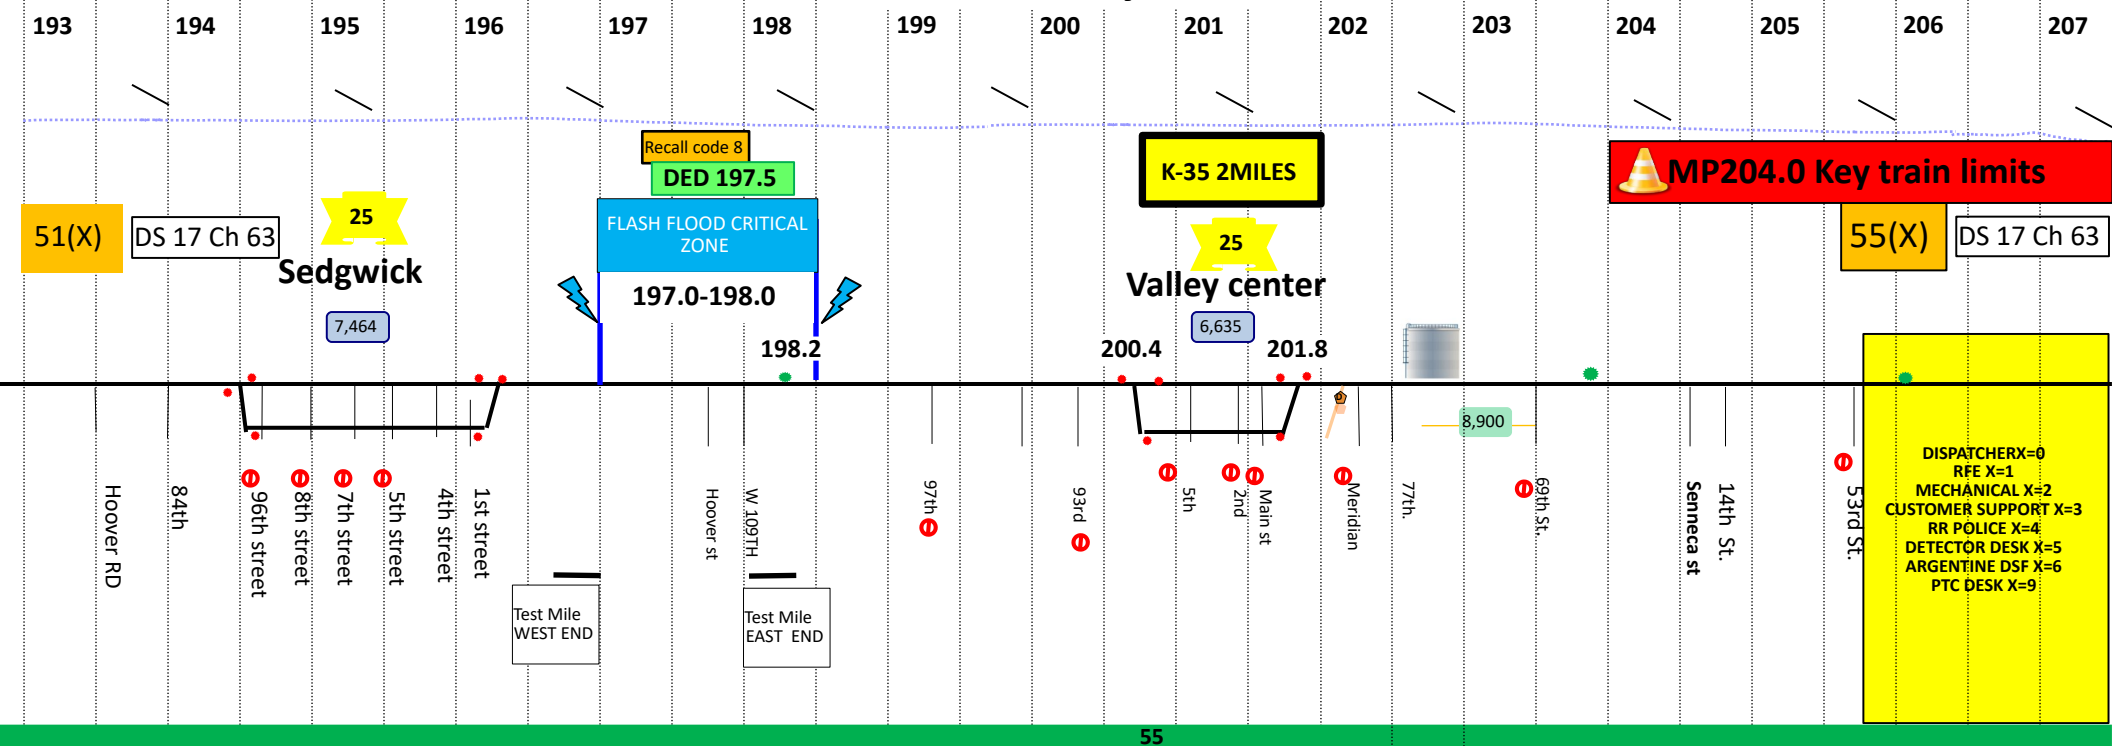 193
194
195
196
197
198
199
200
201
202
203
204
205
206
207
Recall code 8
DED 197.5
K-35 2MILES
MP204.0 Key train limits
51(X)
DS 17 Ch 63
25
Sedgwick
7,464
FLASH FLOOD CRITICAL
ZONE
197.0-198.0
198.2
25
Valley center
6,635
200.4
201.8
55(X)
DS 17 Ch 63
8,900
Hoover RD
84th
96th street
8th street
7th street
5th street
4th street
1st street
Hoover st
W 109TH
97th
93rd
5th
2nd
Main st
Meridian
77th.
69th St.
Senneca st
14th St.
53rd St.
DISPATCHERX=0
RFE X=1
MECHANICAL X=2
CUSTOMER SUPPORT X=3
RR POLICE X=4
DETECTOR DESK X=5
ARGENTINE DSF X=6
PTC DESK X=9
Test Mile
WEST END
Test Mile
EAST END
55